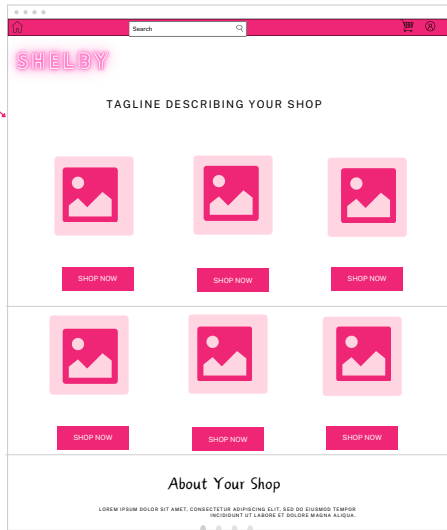 Search
SHELBY
TAGLINE DESCRIBING YOUR SHOP
SHOP NOW
SHOP NOW
SHOP NOW
SHOP NOW
SHOP NOW
SHOP NOW
About Your Shop
LOREM IPSUM DOLOR SIT AMET, CONSECTETUR ADIPISCING ELIT, SED DO EIUSMOD TEMPOR
INCIDIDUNT UT LABORE ET DOLORE MAGNA ALIQUA.